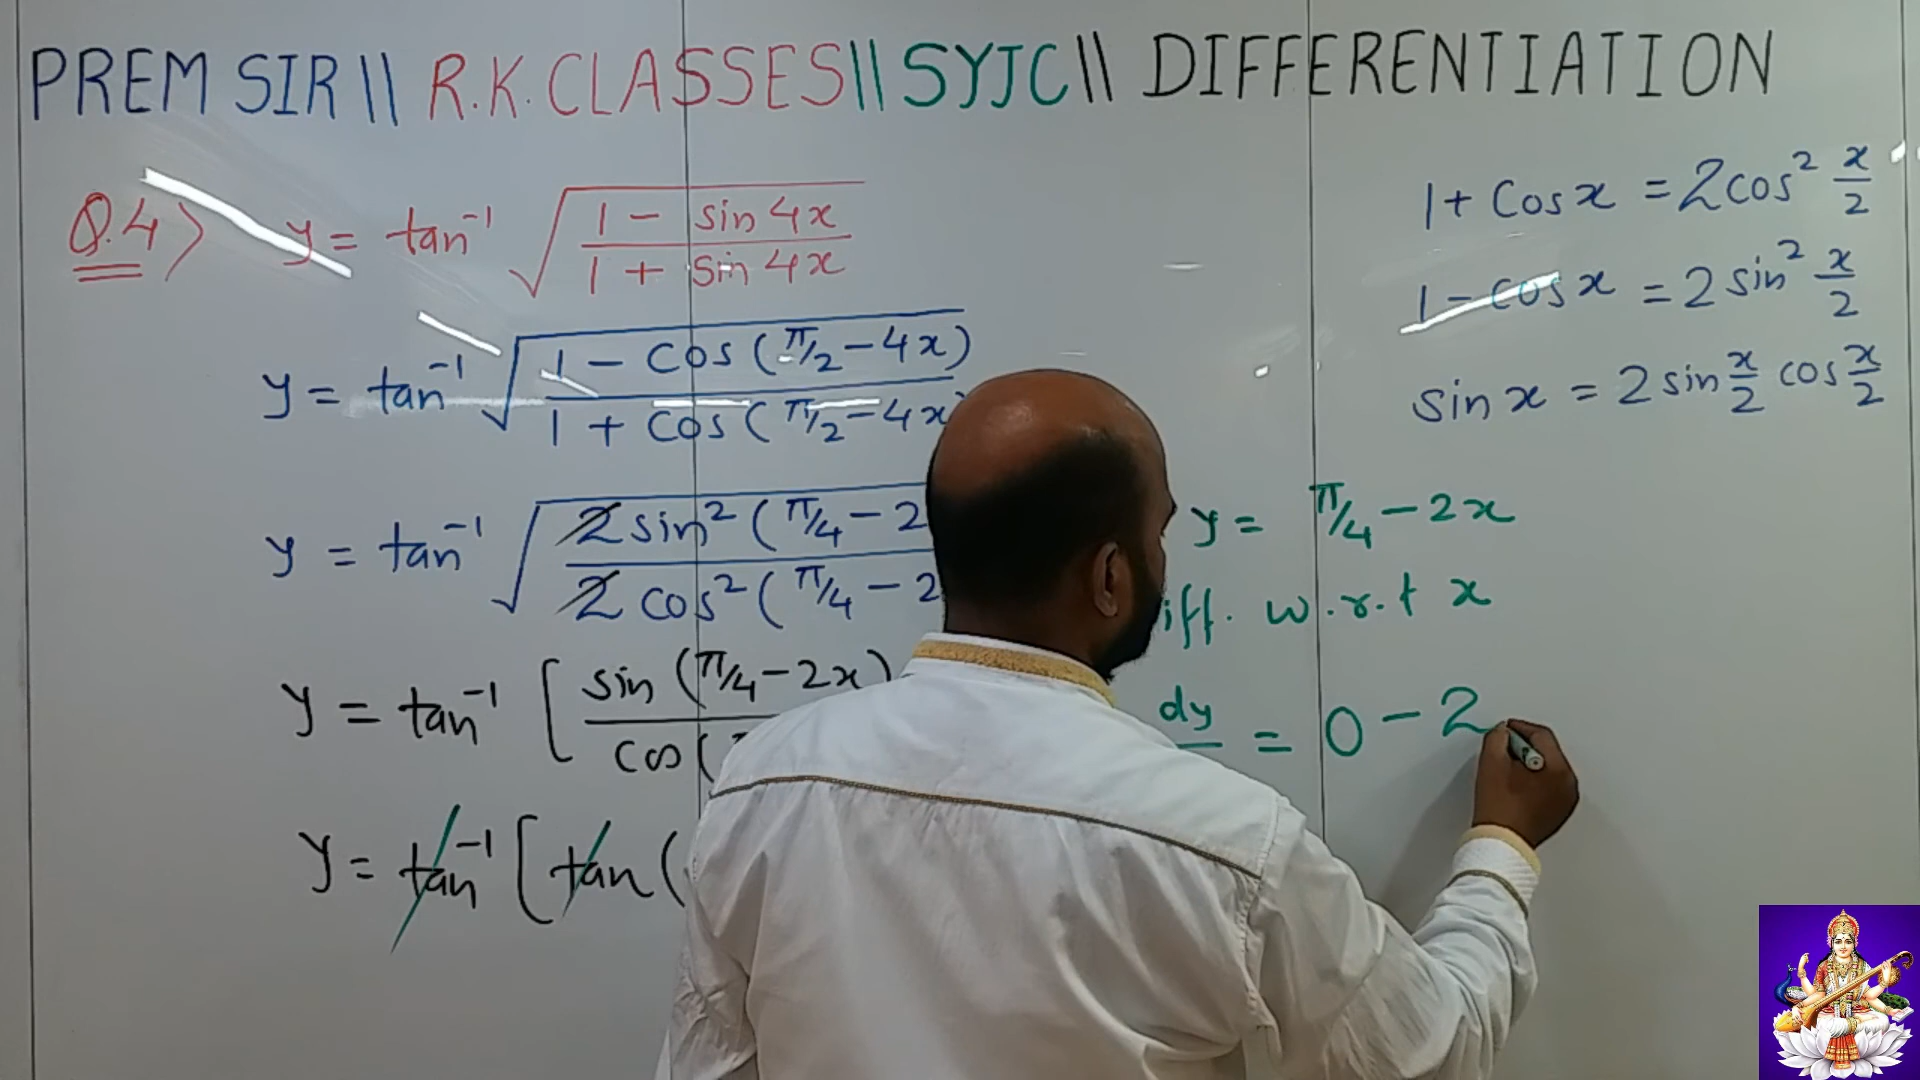 PREM SIR || R.K. CLASSES || SYJC || DIFFERENTIATION
Q.4> y = tan⁻¹ √((1 - sin 4x)/(1 + sin 4x))
y = tan⁻¹ √((1 - cos (π/2 - 4x))/(1 + cos (π/2 - 4x
y = tan⁻¹ √((2 sin² (π/4 - 2)/(2 cos² (π/4 - 2
y = tan⁻¹ [ sin (π/4 - 2x) / cos (
y = tan⁻¹ [ tan (
1 + Cos x = 2 cos² x/2
1 - cos x = 2 sin² x/2
sin x = 2 sin x/2 cos x/2
y = π/4 - 2x
iff. w.r.t x
dy = 0 - 2